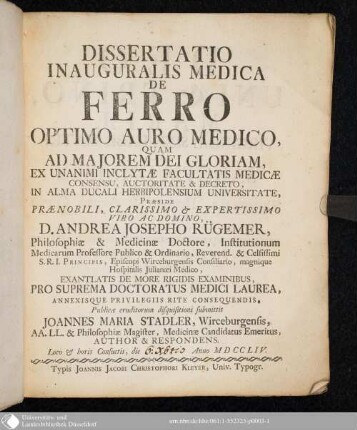 DISSERTATIO
INAUGURALIS MEDICA
DE
FERRO
OPTIMO AURO MEDICO,
QUAM
AD MAJOREM DEI GLORIAM,
EX UNANIMI INCLYTÆ FACULTATIS MEDICÆ
CONSENSU, AUCTORITATE & DECRETO,
IN ALMA DUCALI HERBIPOLENSIUM UNIVERSITATE,
PRÆSIDE
PRÆNOBILI, CLARISSIMO & EXPERTISSIMO
VIRO AC DOMINO,
D. ANDREA JOSEPHO RÜGEMER,
Philosophiæ & Medicinæ Doctore, Institutionum
Medicarum Professore Publico & Ordinario, Reverend. & Celsissimi
S. R. I. PRINCIPIS, Episcopi Wirceburgensis Consiliario, magnique
Hospitalis Julianei Medico,
EXANTLATIS DE MORE RIGIDIS EXAMINIBUS,
PRO SUPREMA DOCTORATUS MEDICI LAUREA,
ANNEXISQUE PRIVILEGIIS RITE CONSEQUENDIS,
Publicæ eruditorum disquisitioni submittit
JOANNES MARIA STADLER, Wirceburgensis,
AA. LL. & Philosophiæ Magister, Medicinæ Candidatus Emeritus,
AUTHOR & RESPONDENS.
Loco & horis Consuetis, die Anno MDCCLIV.
Typis JOANNIS JACOBI CHRISTOPHORI KLEYER, Univ. Typogr.
Universitäts- und
Landesbibliothek Düsseldorf